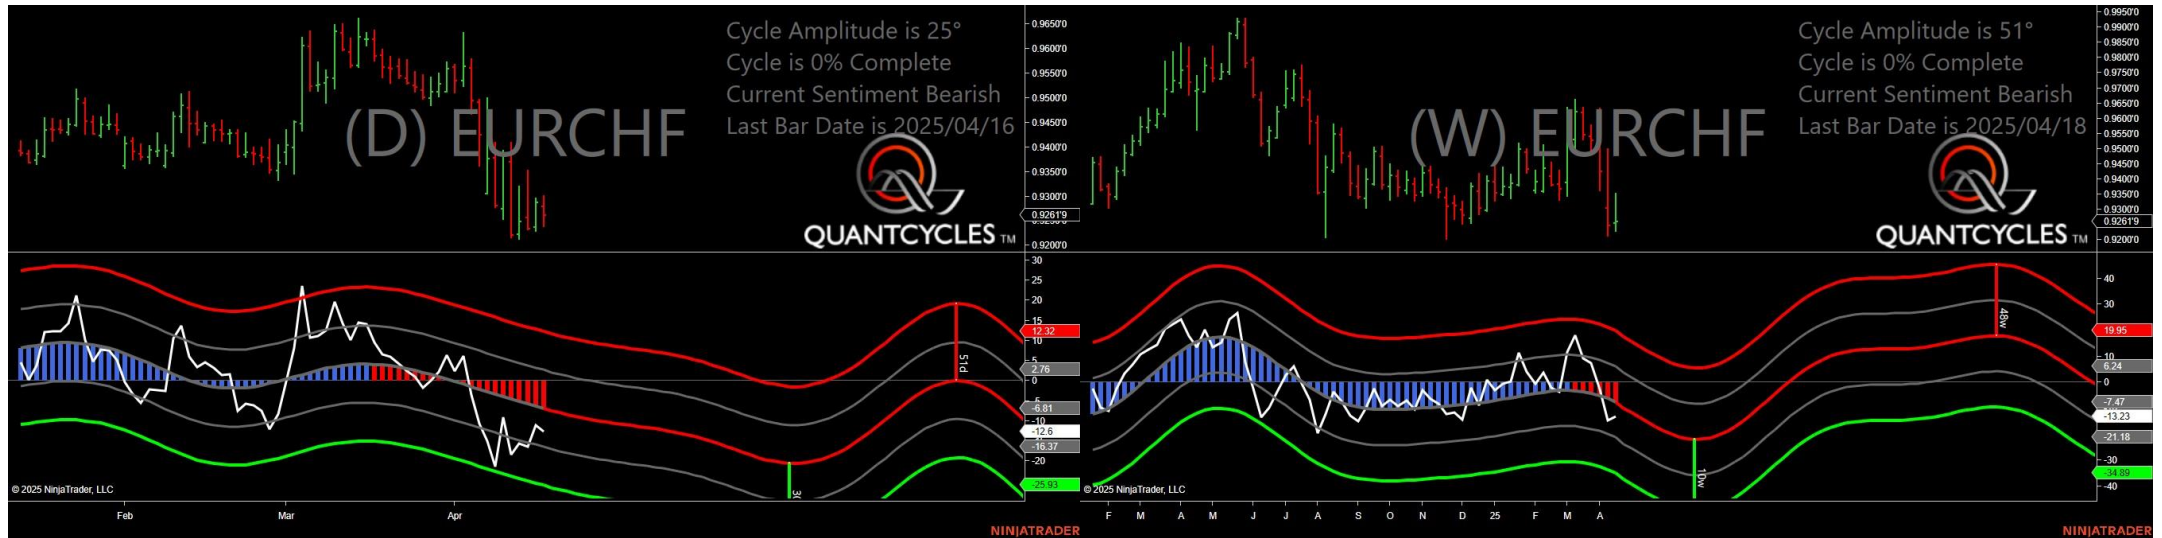 Cycle Amplitude is 25°
Cycle is 0% Complete
Current Sentiment Bearish
Last Bar Date is 2025/04/16
(D) EURCHF
QUANTCYCLES TM
0.9650'0
0.9600'0
0.9550'0
0.9500'0
0.9450'0
0.9400'0
0.9350'0
0.9300'0
0.9261'9
0.9200'0
30
25
20
15
12.32
10
5
2.76
0
-6.81
-10
-12.6
-16.37
-20
-25.93
51d
© 2025 NinjaTrader, LLC
Feb
Mar
Apr
NINJATRADER
Cycle Amplitude is 51°
Cycle is 0% Complete
Current Sentiment Bearish
Last Bar Date is 2025/04/18
(W) EURCHF
QUANTCYCLES TM
0.9950'0
0.9900'0
0.9850'0
0.9800'0
0.9750'0
0.9700'0
0.9650'0
0.9600'0
0.9550'0
0.9500'0
0.9450'0
0.9400'0
0.9350'0
0.9300'0
0.9261'9
0.9200'0
40
30
19.95
10
6.24
0
-7.47
-13.23
-21.18
-30
-34.89
-40
48w
10w
© 2025 NinjaTrader, LLC
F
M
A
M
J
J
A
S
O
N
D
25
F
M
A
NINJATRADER